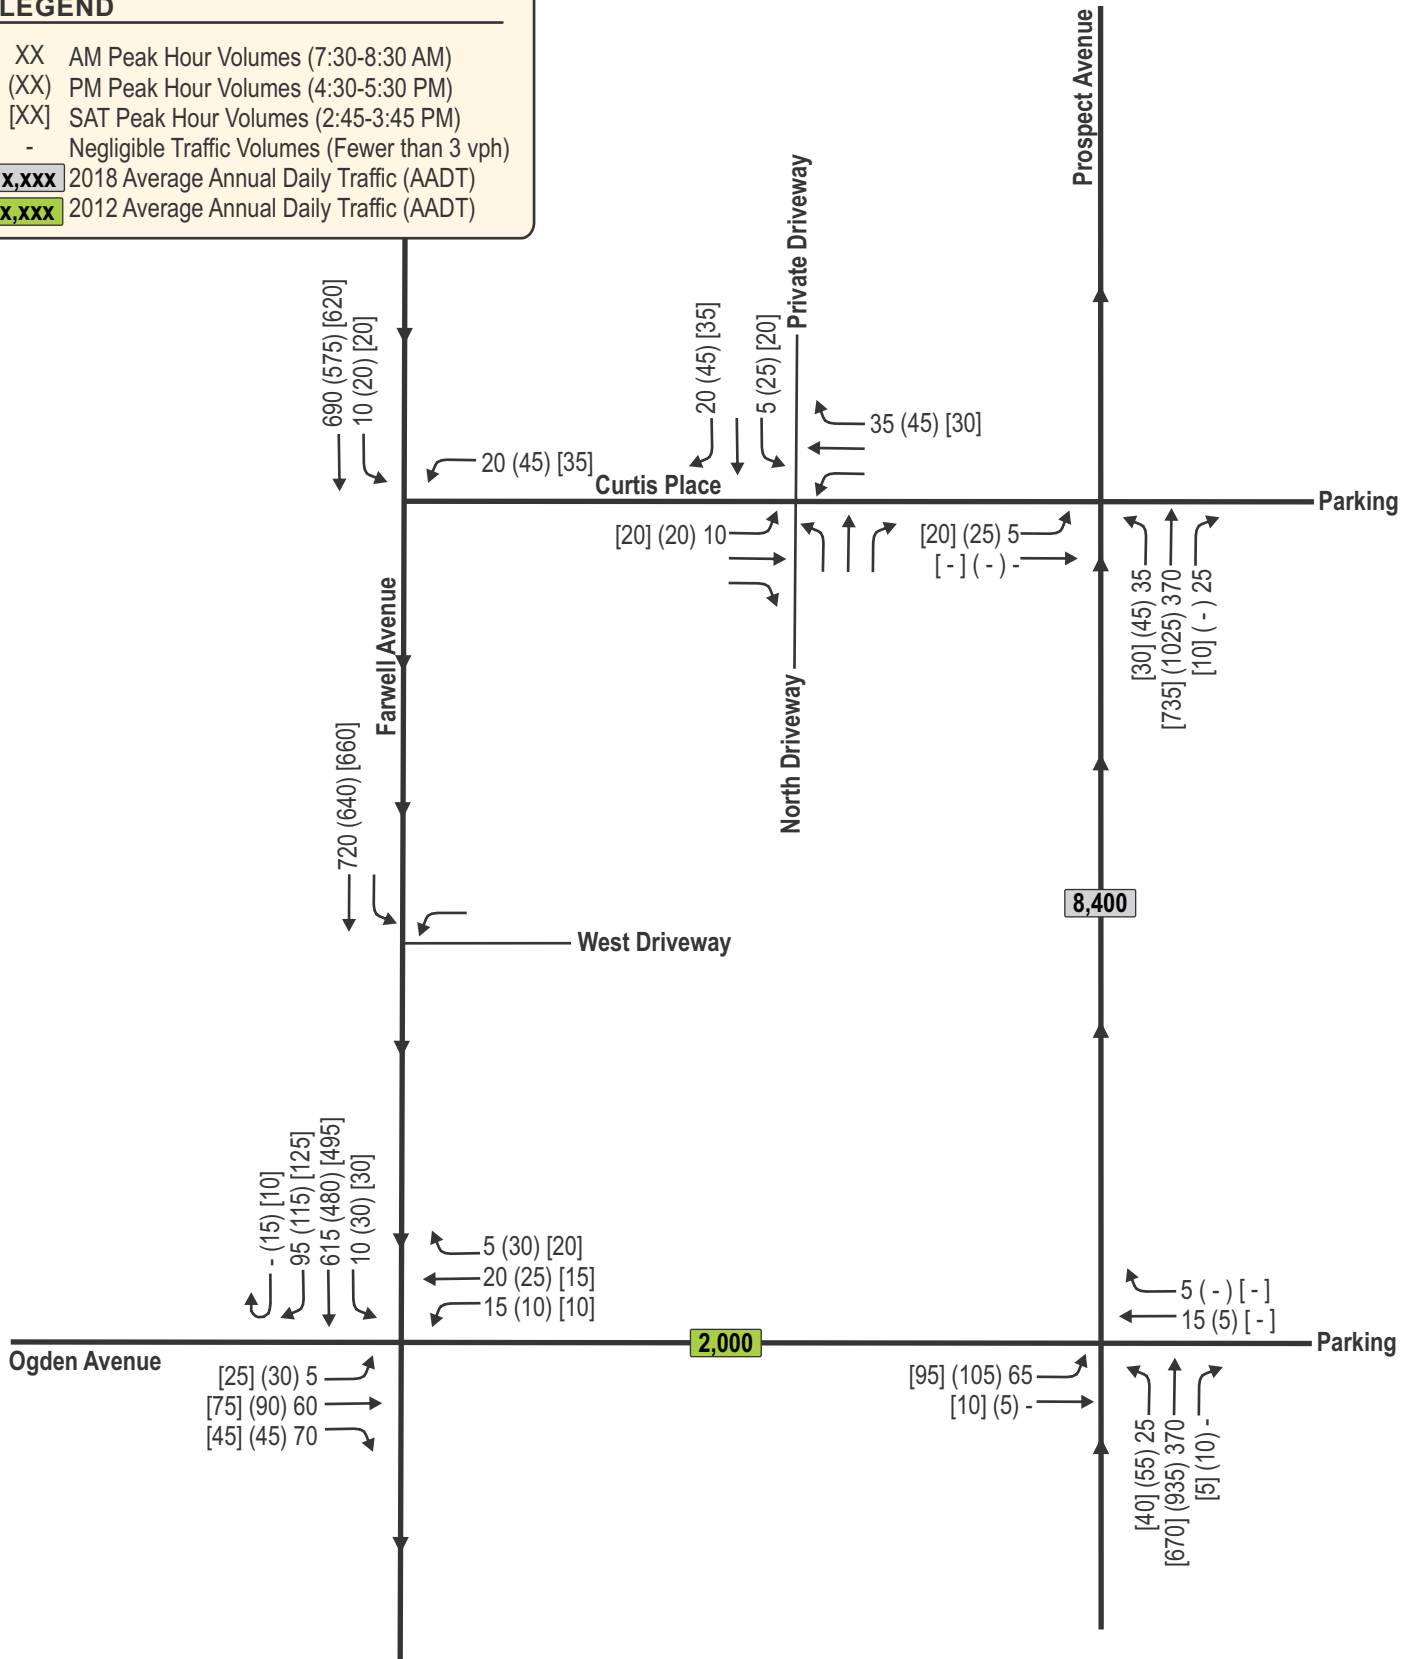 LEGEND
XX AM Peak Hour Volumes (7:30-8:30 AM)
(XX) PM Peak Hour Volumes (4:30-5:30 PM)
[XX] SAT Peak Hour Volumes (2:45-3:45 PM)
- Negligible Traffic Volumes (Fewer than 3 vph)
x,xxx 2018 Average Annual Daily Traffic (AADT)
x,xxx 2012 Average Annual Daily Traffic (AADT)
Prospect Avenue
Private Driveway
690 (575) [620]
10 (20) [20]
20 (45) [35]
5 (25) [20]
35 (45) [30]
20 (45) [35]
Curtis Place
Parking
[20] (20) 10
[20] (25) 5
[ - ] ( - ) -
[30] (45) 35
[735] (1025) 370
[10] ( - ) 25
Farwell Avenue
North Driveway
720 (640) [660]
8,400
West Driveway
- (15) [10]
95 (115) [125]
615 (480) [495]
10 (30) [30]
5 (30) [20]
20 (25) [15]
15 (10) [10]
5 ( - ) [ - ]
15 (5) [ - ]
Ogden Avenue
2,000
Parking
[25] (30) 5
[75] (90) 60
[45] (45) 70
[95] (105) 65
[10] (5) -
[40] (55) 25
[670] (935) 370
[5] (10) -